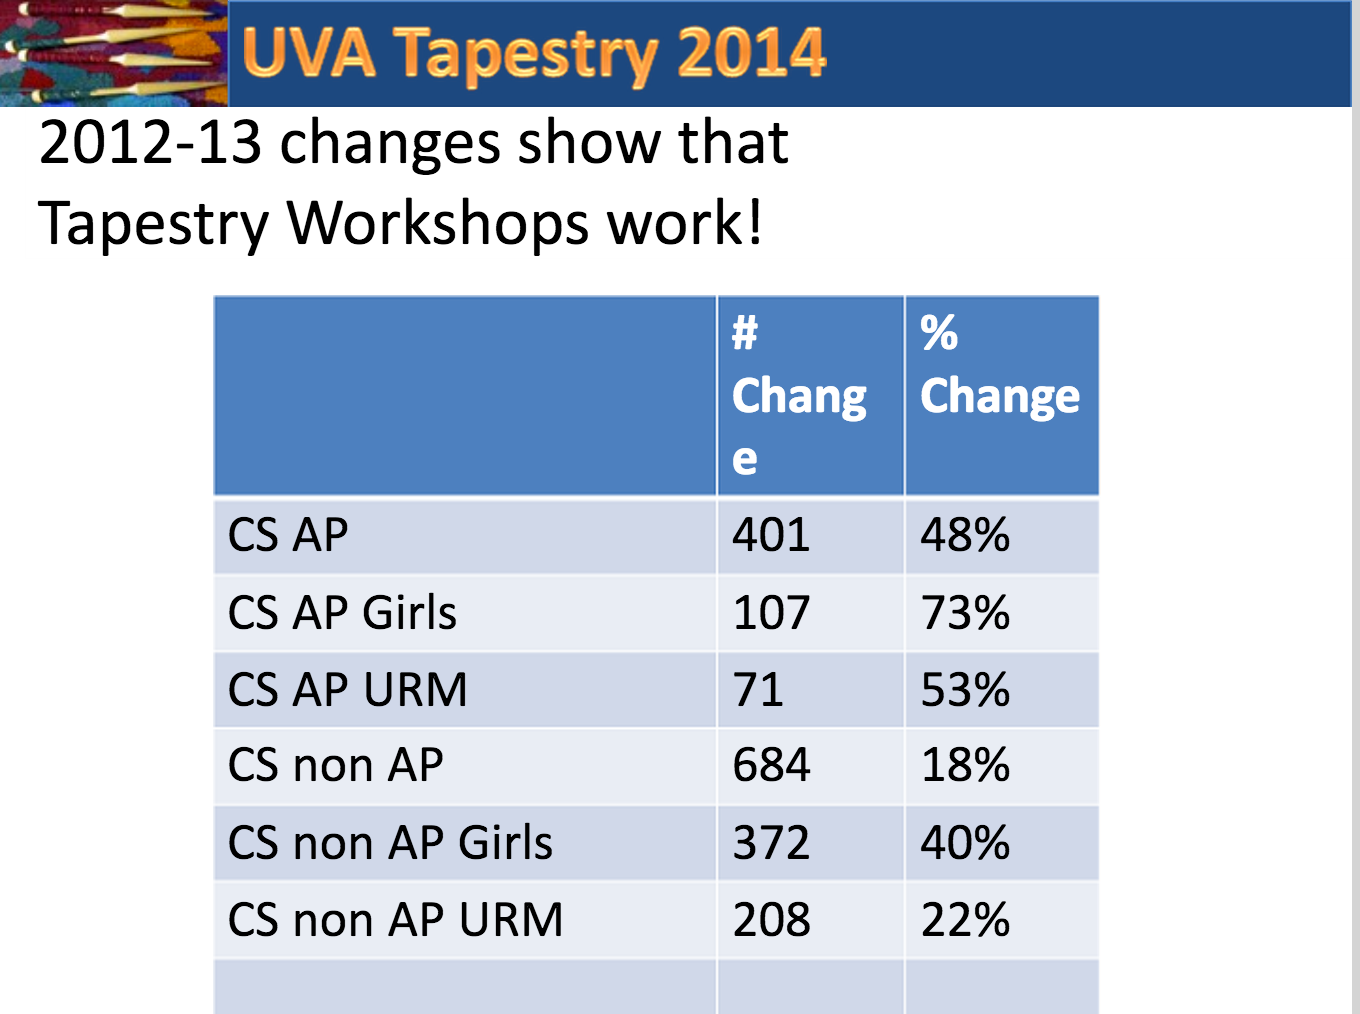 UVA Tapestry 2014
2012-13 changes show that
Tapestry Workshops work!
# Chang e % Change
CS AP 401 48%
CS AP Girls 107 73%
CS AP URM 71 53%
CS non AP 684 18%
CS non AP Girls 372 40%
CS non AP URM 208 22%